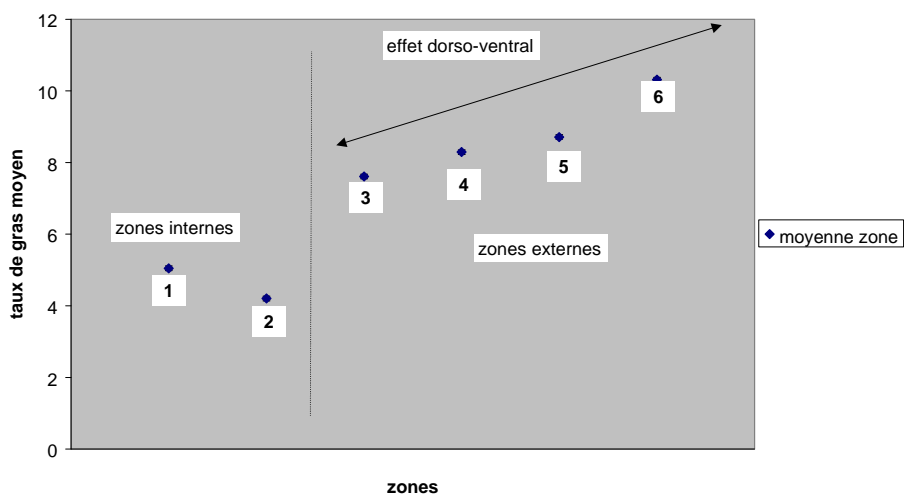 12
10
8
6
4
2
0
taux de gras moyen
effet dorso-ventral
zones internes
zones externes
1
2
3
4
5
6
moyenne zone
zones